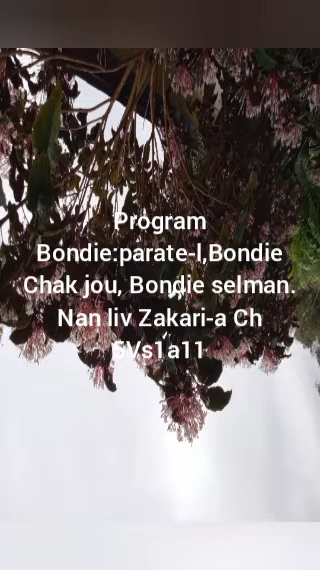 Program
Bondie:parate-l,Bondie
Chak jou, Bondie selman.
Nan liv Zakari-a Ch
5Vs1a11